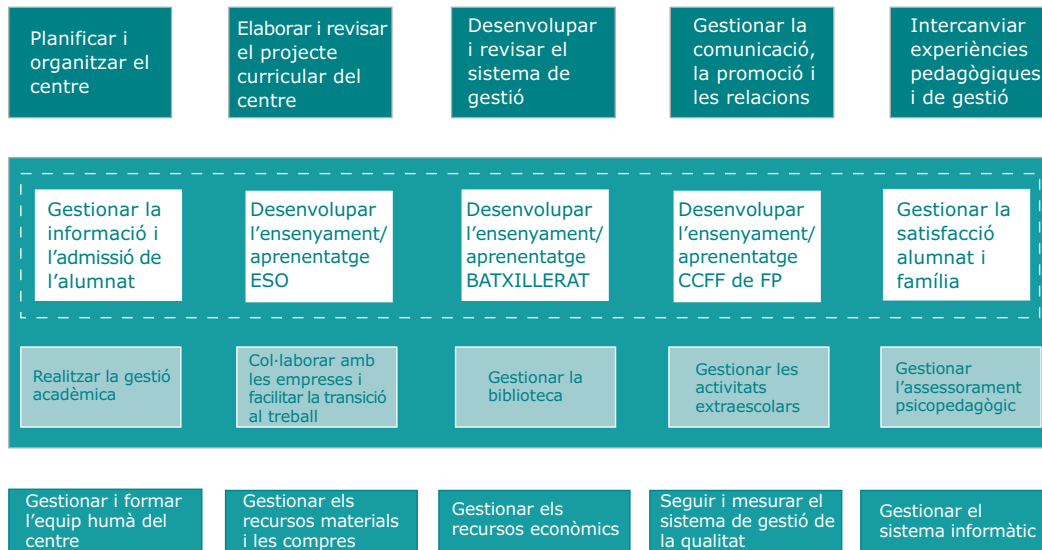 Planificar i
organitzar el
centre
Elaborar i revisar
el projecte
curricular del
centre
Desenvolupar
i revisar el
sistema de
gestió
Gestionar la
comunicació,
la promoció i
les relacions
Intercanviar
experiències
pedagògiques
i de gestió
Gestionar la
informació i
l’admissió de
l’alumnat
Desenvolupar
l’ensenyament/
aprenentatge
ESO
Desenvolupar
l’ensenyament/
aprenentatge
BATXILLERAT
Desenvolupar
l’ensenyament/
aprenentatge
CCFF de FP
Gestionar la
satisfacció
alumnat i
família
Realitzar la gestió
acadèmica
Col·laborar amb
les empreses i
facilitar la transició
al treball
Gestionar la
biblioteca
Gestionar les
activitats
extraescolars
Gestionar
l’assessorament
psicopedagògic
Gestionar i formar
l’equip humà del
centre
Gestionar els
recursos materials
i les compres
Gestionar els
recursos econòmics
Seguir i mesurar el
sistema de gestió de
la qualitat
Gestionar el
sistema informàtic